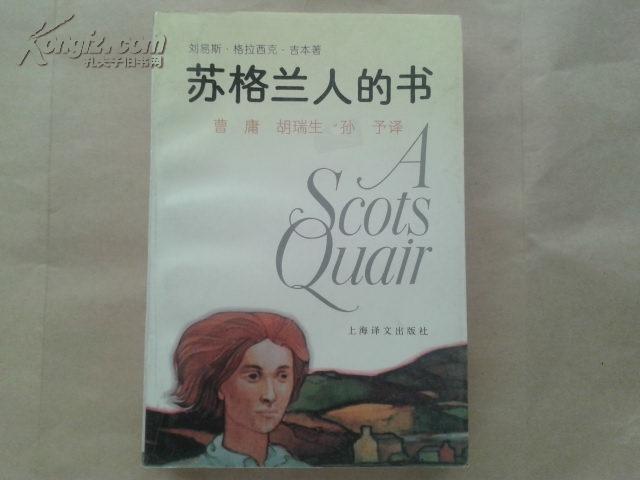 Kongfz.com
孔夫子旧书网
刘易斯·格拉西克·吉本著
苏格兰人的书
曹 庸 胡瑞生 孙 予译
A
Scots
Quair
上海译文出版社